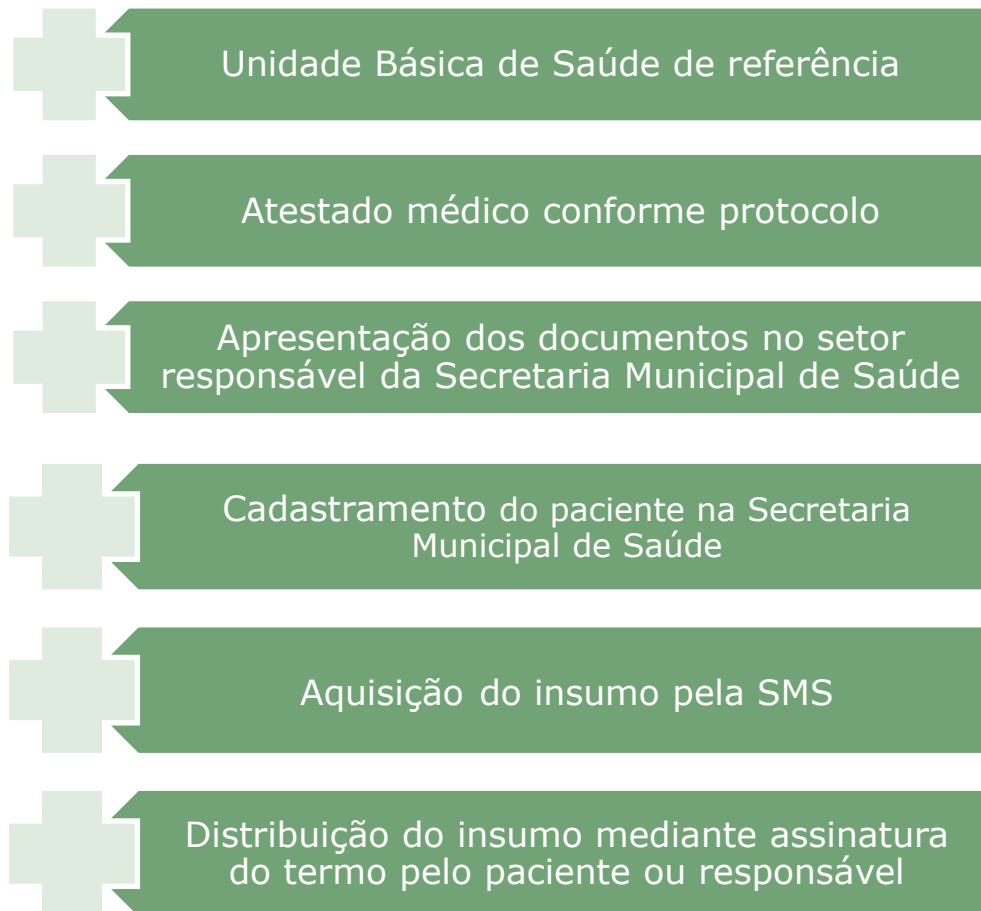 Unidade Básica de Saúde de referência
Atestado médico conforme protocolo
Apresentação dos documentos no setor
responsável da Secretaria Municipal de Saúde
Cadastramento do paciente na Secretaria
Municipal de Saúde
Aquisição do insumo pela SMS
Distribuição do insumo mediante assinatura
do termo pelo paciente ou responsável